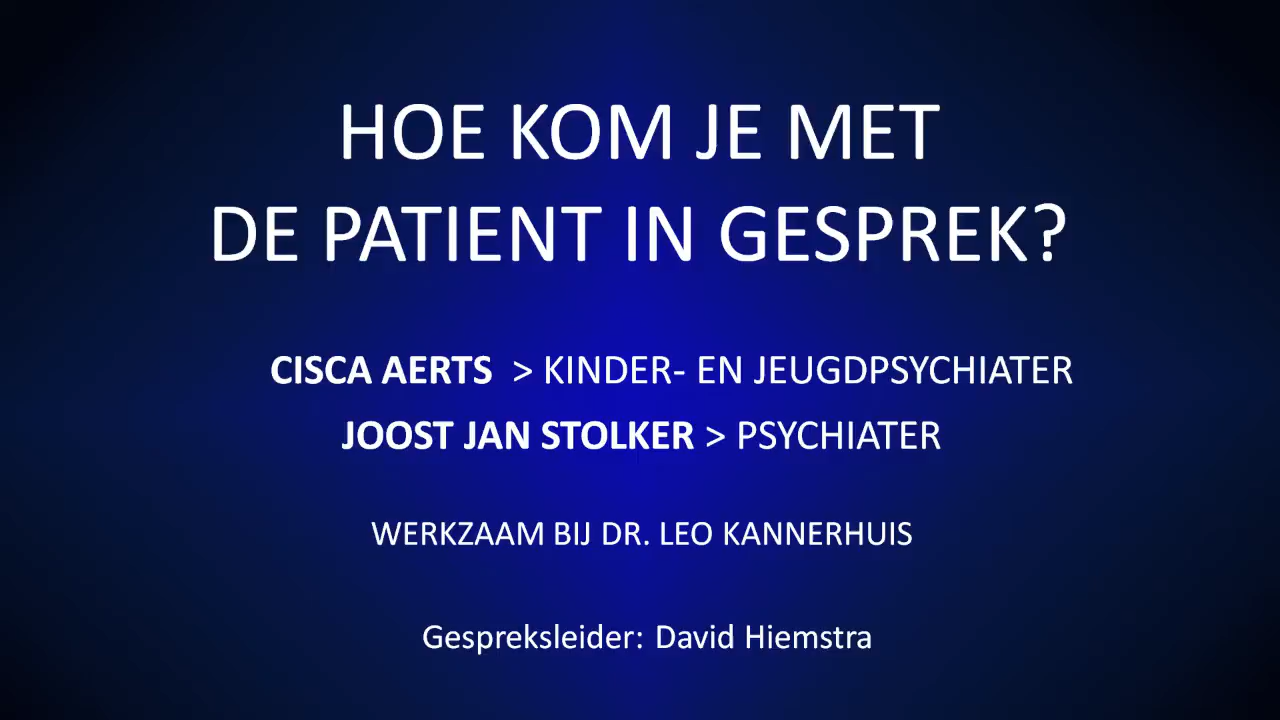 HOE KOM JE MET
DE PATIENT IN GESPREK?
CISCA AERTS > KINDER- EN JEUGDPSYCHIATER
JOOST JAN STOLKER > PSYCHIATER
WERKZAAM BIJ DR. LEO KANNERHUIS
Gespreksleider: David Hiemstra